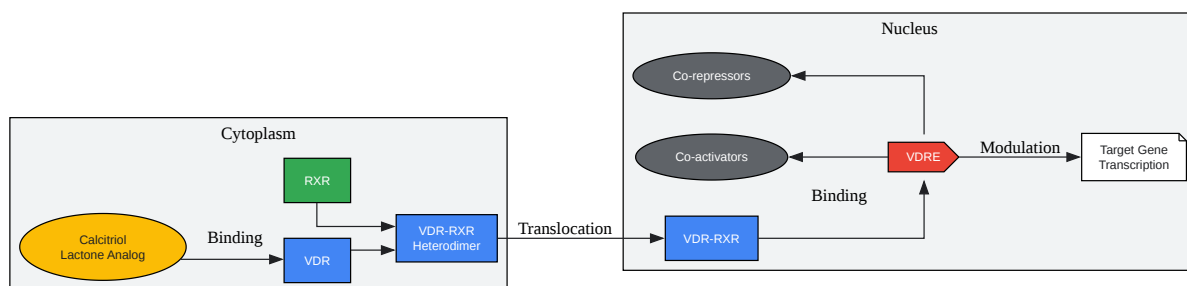 Nucleus
Co-repressors
Cytoplasm
Co-activators
VDRE
Modulation
Target Gene
Transcription
RXR
Binding
Calcitriol
Lactone Analog
Binding
VDR
VDR-RXR
Heterodimer
Translocation
VDR-RXR